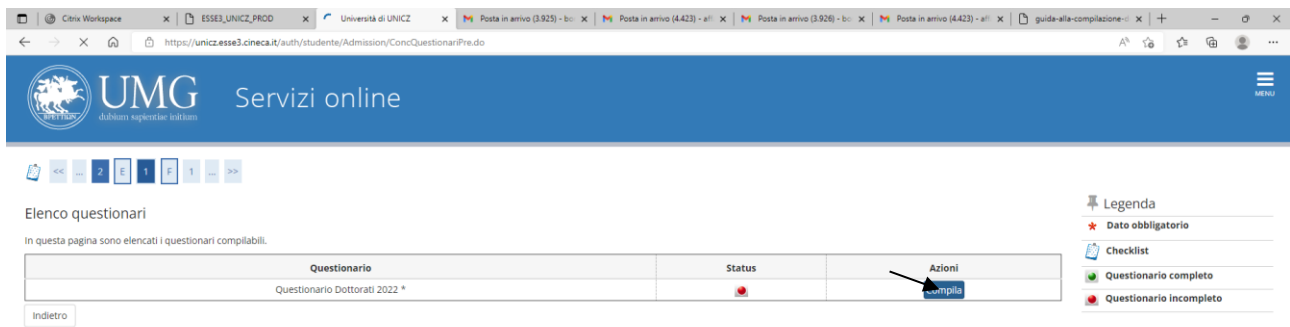 Citrix Workspace
ESSE3_UNICZ_PROD
Università di UNICZ
Posta in arrivo (3.925) - bo
Posta in arrivo (4.423) - aff
Posta in arrivo (3.926) - bo
Posta in arrivo (4.423) - aff
guida-alla-compilazione-d
https://unicz.esse3.cineca.it/auth/studente/Admission/ConcQuestionariPre.do
UMG
dubium sapientiae initium
Servizi online
MENU
<< ... 2 E 1 F 1 ... >>
Elenco questionari
In questa pagina sono elencati i questionari compilabili.
Questionario Status Azioni
Questionario Dottorati 2022 * Compila
Indietro
Legenda
* Dato obbligatorio
Checklist
Questionario completo
Questionario incompleto